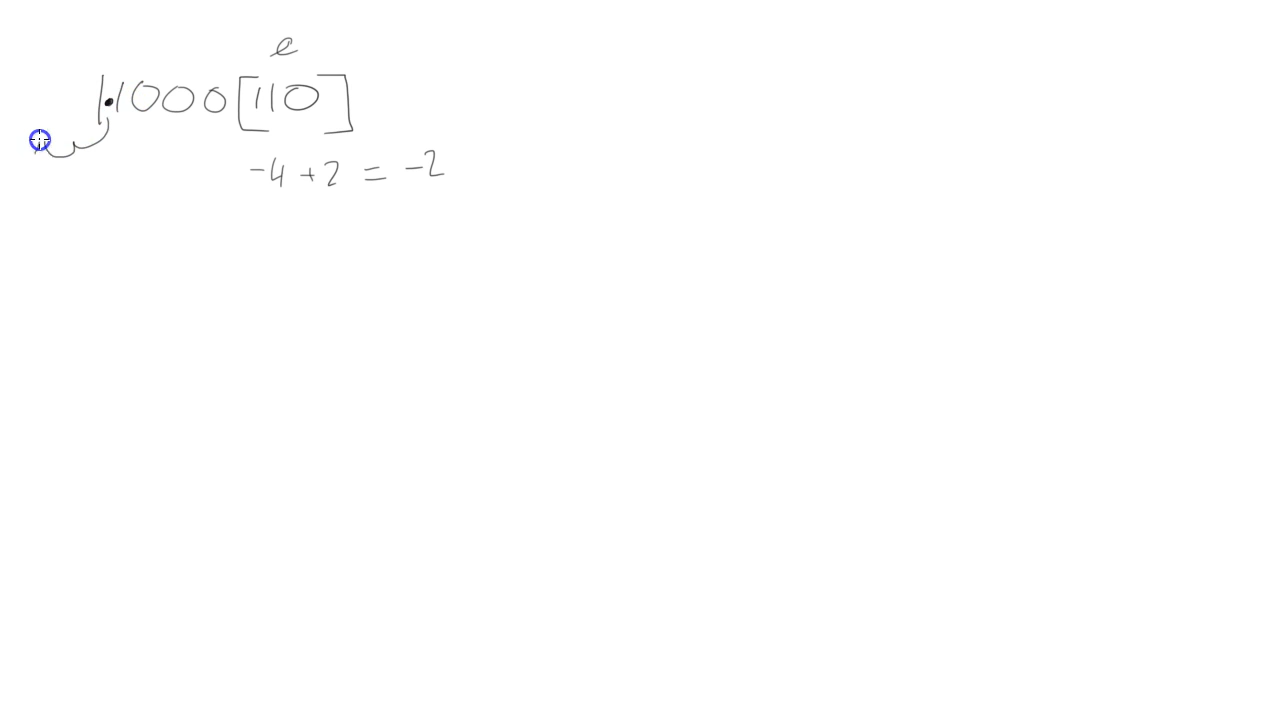 e
1.1000[110]
-4 + 2 = -2